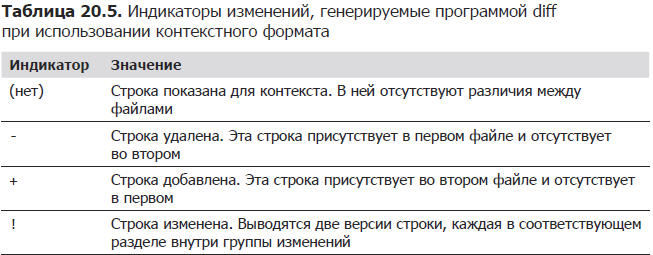 Таблица 20.5. Индикаторы изменений, генерируемые программой diff
при использовании контекстного формата
Индикатор Значение
(нет) Строка показана для контекста. В ней отсутствуют различия между
файлами
- Строка удалена. Эта строка присутствует в первом файле и отсутствует
во втором
+ Строка добавлена. Эта строка присутствует во втором файле и отсутствует
в первом
! Строка изменена. Выводятся две версии строки, каждая в соответствующем
разделе внутри группы изменений